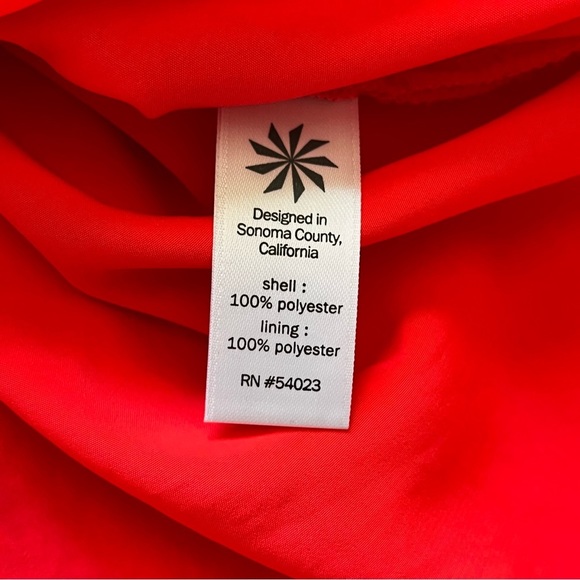 Designed in
Sonoma County,
California
shell :
100% polyester
lining :
100% polyester
RN #54023